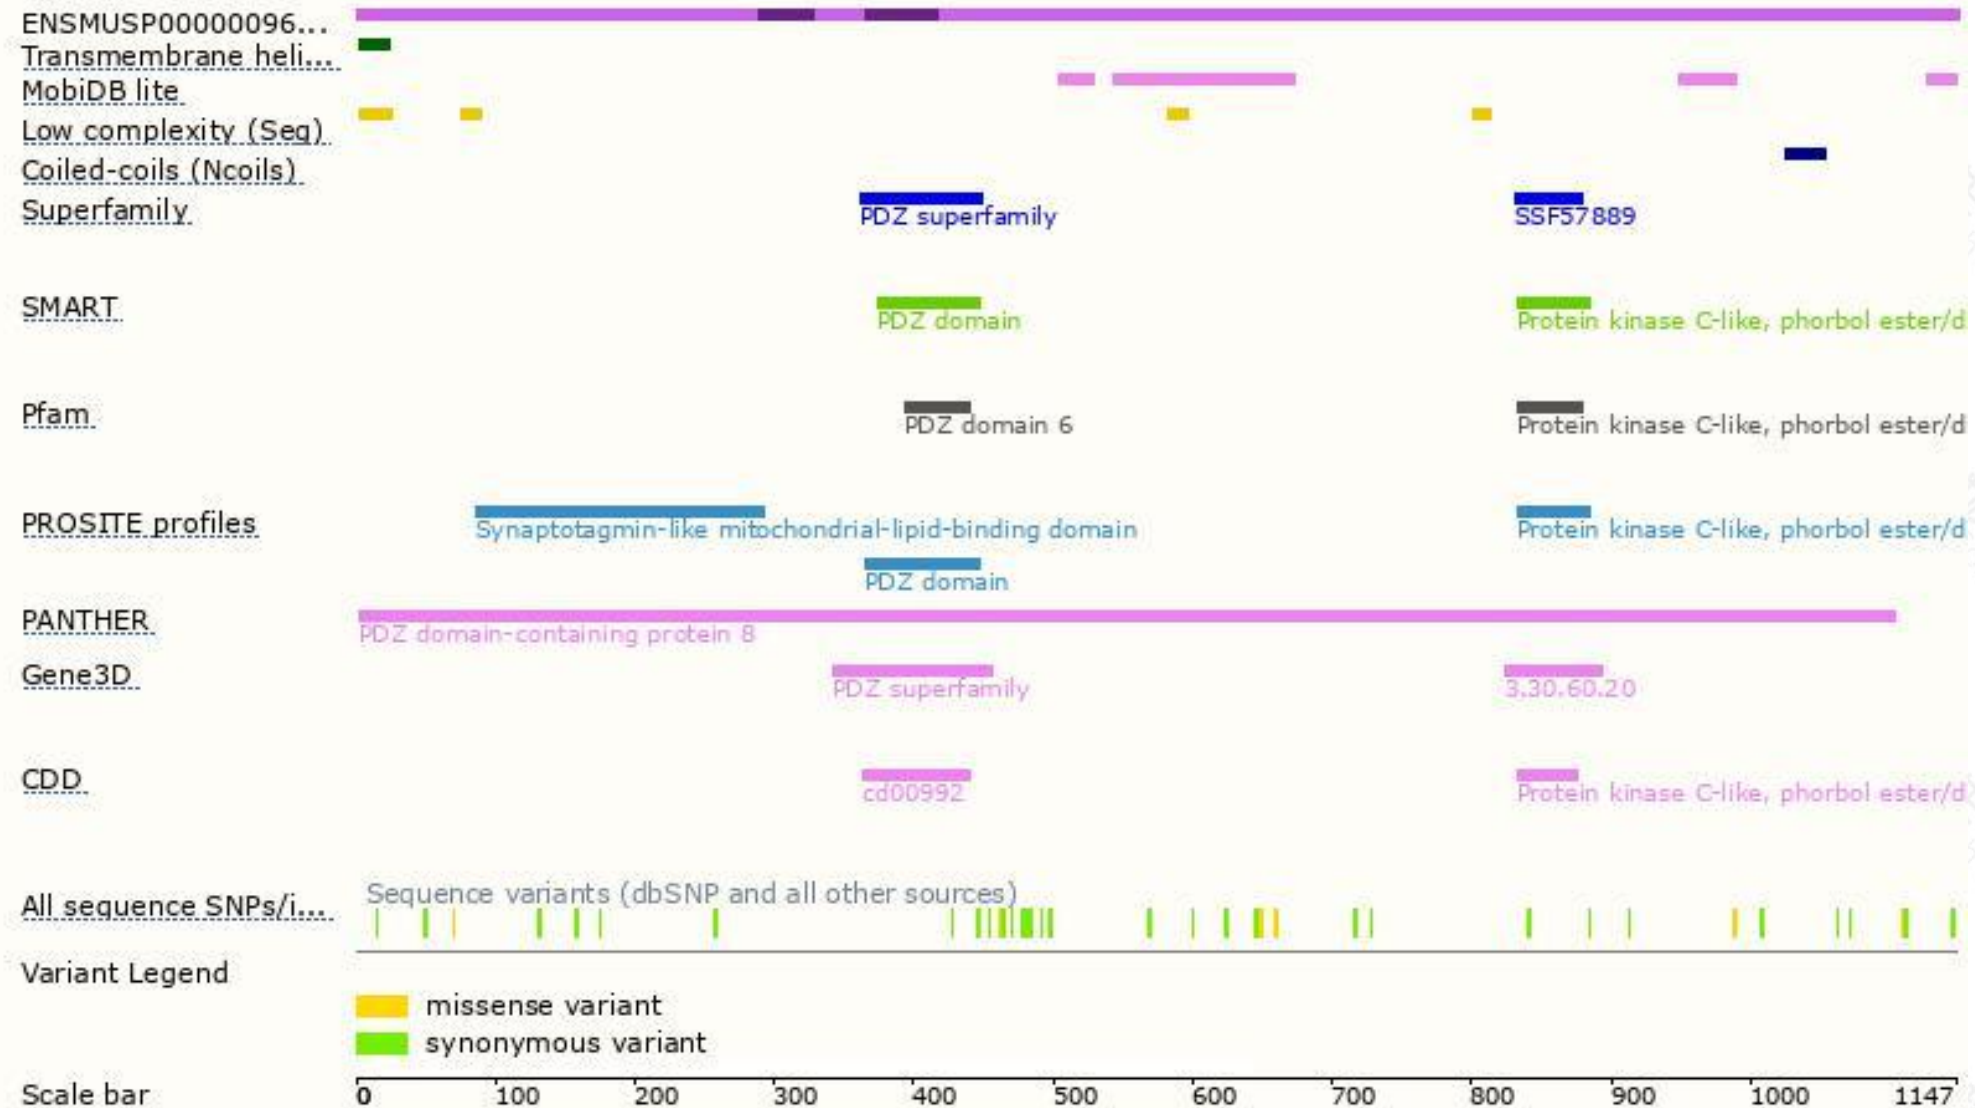 ENSMUSP00000096...
Transmembrane heli...
MobiDB lite
Low complexity (Seg)
Coiled-coils (Ncoils)
Superfamily
PDZ superfamily
SSF57889
SMART
PDZ domain
Protein kinase C-like, phorbol ester/d
Pfam
PDZ domain 6
Protein kinase C-like, phorbol ester/d
PROSITE profiles
Synaptotagmin-like mitochondrial-lipid-binding domain
Protein kinase C-like, phorbol ester/d
PDZ domain
PANTHER
PDZ domain-containing protein 8
Gene3D
PDZ superfamily
3.30.60.20
CDD
cd00992
Protein kinase C-like, phorbol ester/d
All sequence SNPs/i...
Sequence variants (dbSNP and all other sources)
Variant Legend
missense variant
synonymous variant
Scale bar
0 100 200 300 400 500 600 700 800 900 1000 1147